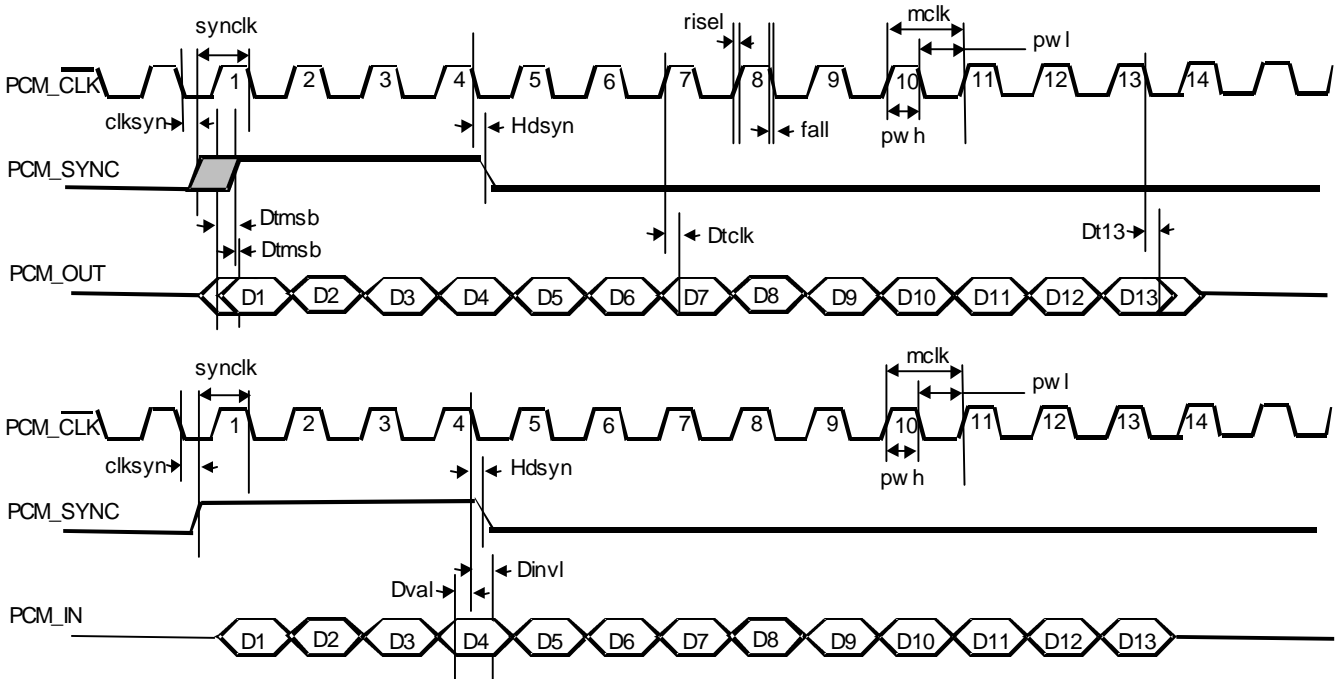 synclk risel mclk pwl
PCM_CLK 1 2 3 4 5 6 7 8 9 10 11 12 13 14
clksyn Hdsyn fall pwh
PCM_SYNC
Dtmsb
Dtmsb Dtclk Dt13
PCM_OUT D1 D2 D3 D4 D5 D6 D7 D8 D9 D10 D11 D12 D13
synclk mclk pwl
PCM_CLK 1 2 3 4 5 6 7 8 9 10 11 12 13 14
clksyn Hdsyn pwh
PCM_SYNC
Dval Dinvl
PCM_IN D1 D2 D3 D4 D5 D6 D7 D8 D9 D10 D11 D12 D13